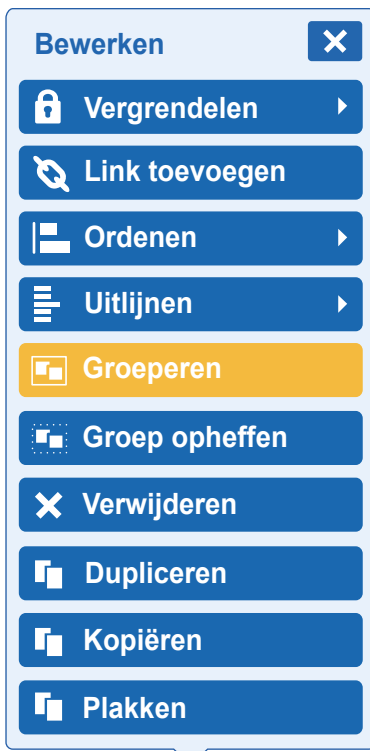 Bewerken
Vergrendelen
Link toevoegen
Ordenen
Uitlijnen
Groeperen
Groep opheffen
Verwijderen
Dupliceren
Kopiëren
Plakken